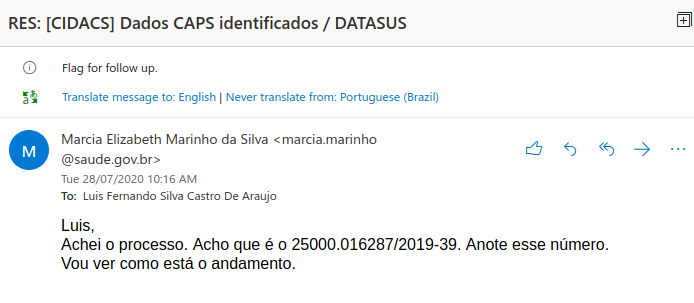 RES: [CIDACS] Dados CAPS identificados / DATASUS
Flag for follow up.
Translate message to: English | Never translate from: Portuguese (Brazil)
M
Marcia Elizabeth Marinho da Silva <marcia.marinho
@saude.gov.br>
Tue 28/07/2020 10:16 AM
To: Luis Fernando Silva Castro De Araujo
Luis,
Achei o processo. Acho que é o 25000.016287/2019-39. Anote esse número.
Vou ver como está o andamento.